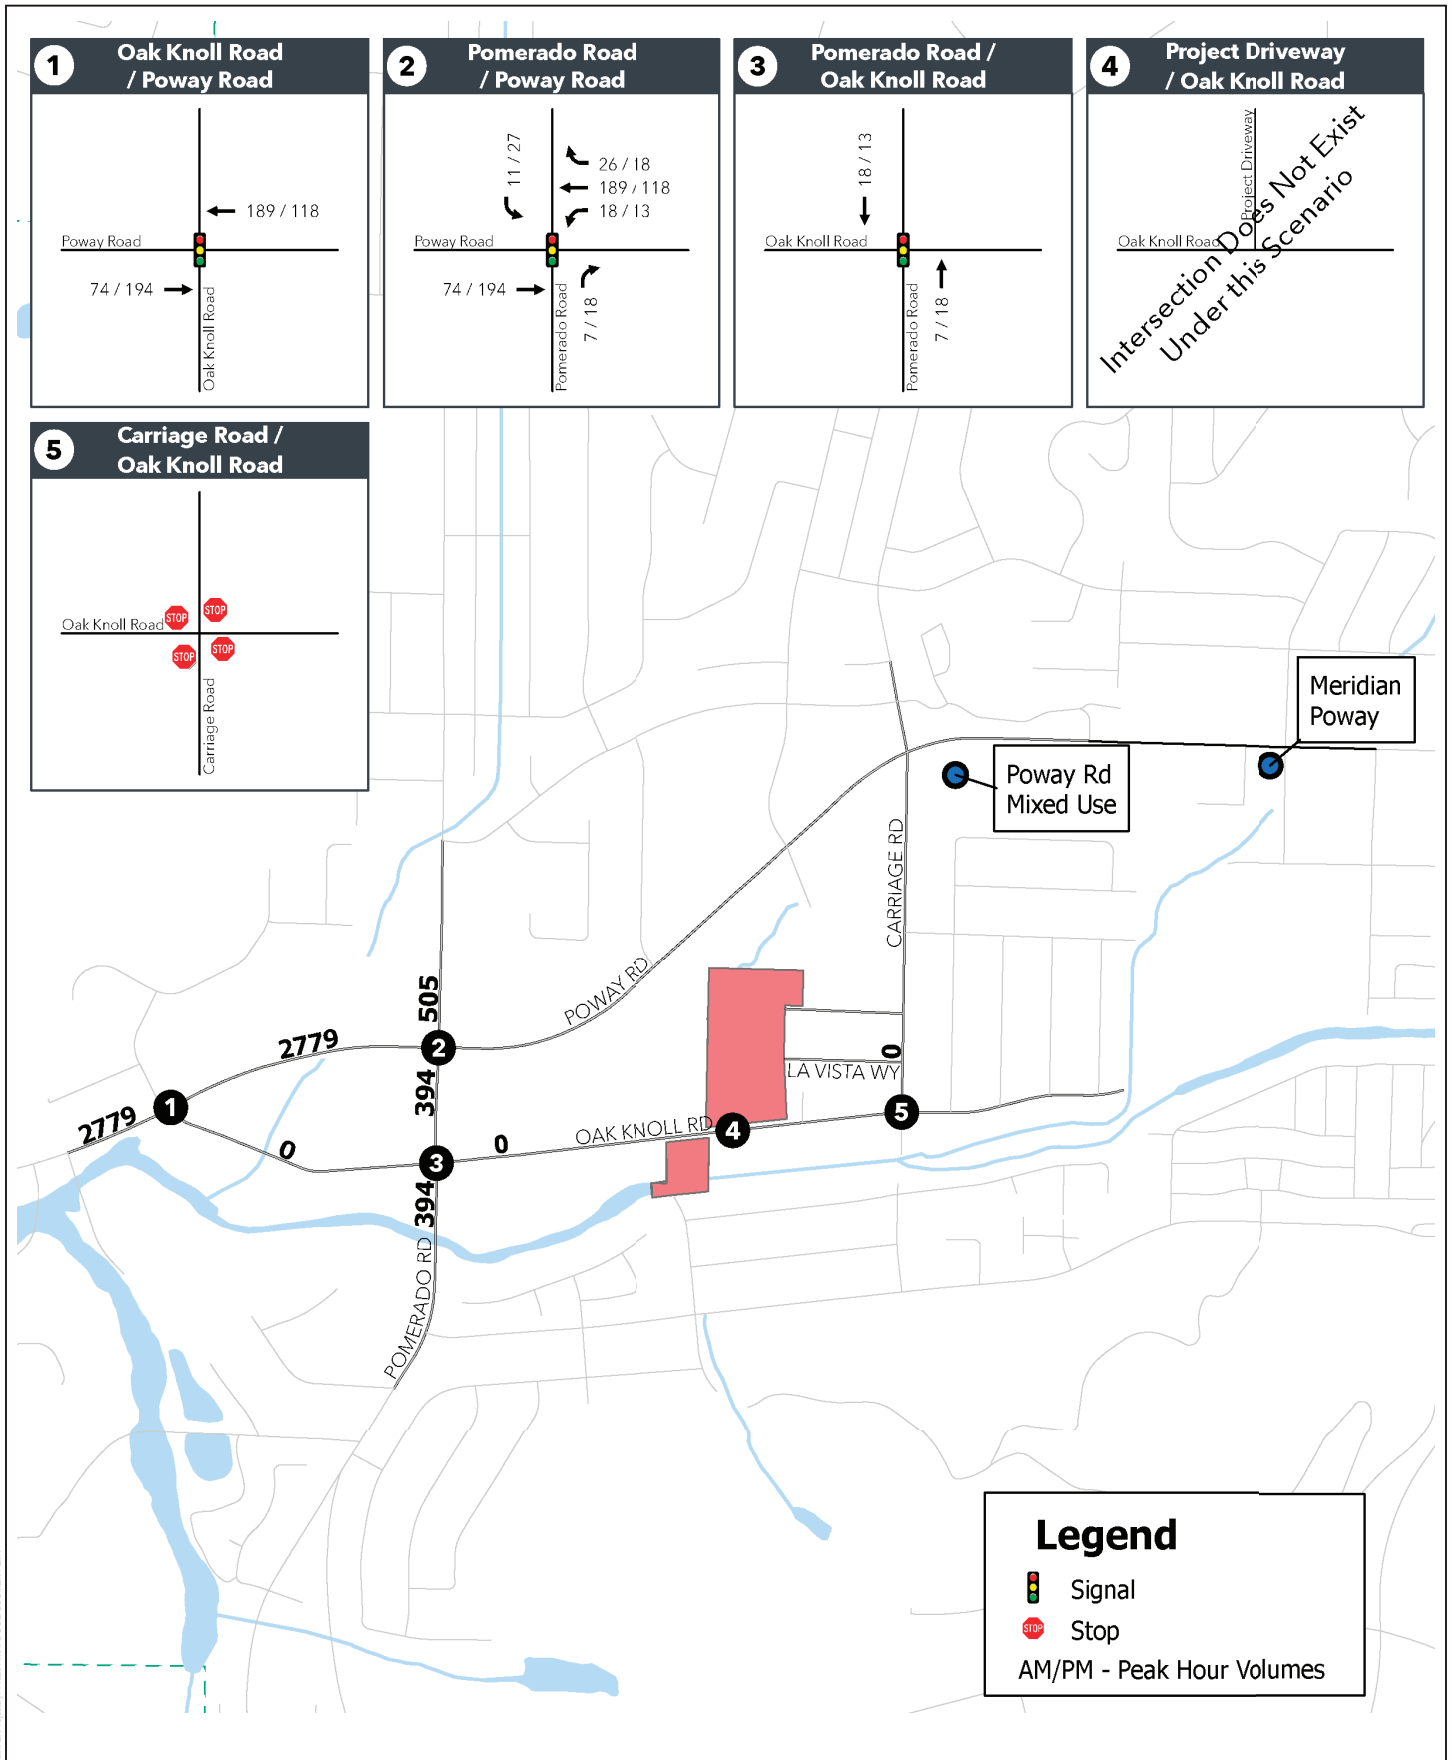 1
Oak Knoll Road
/ Poway Road
189 / 118
Poway Road
74 / 194
Oak Knoll Road
2
Pomerado Road
/ Poway Road
11 / 27
26 / 18
189 / 118
18 / 13
Poway Road
74 / 194
7 / 18
Pomerado Road
3
Pomerado Road /
Oak Knoll Road
18 / 13
Oak Knoll Road
7 / 18
Pomerado Road
4
Project Driveway
/ Oak Knoll Road
Project Driveway
Oak Knoll Road
Intersection Does Not Exist
Under this Scenario
5
Carriage Road /
Oak Knoll Road
Oak Knoll Road
STOP
STOP
STOP
STOP
Carriage Road
Meridian
Poway
Poway Rd
Mixed Use
CARRIAGE RD
POWAY RD
505
2779
2
394
0
LA VISTA WY
2779
1
0
3
0
OAK KNOLL RD
4
5
394
POMERADO RD
Legend
Signal
STOP
Stop
AM/PM - Peak Hour Volumes